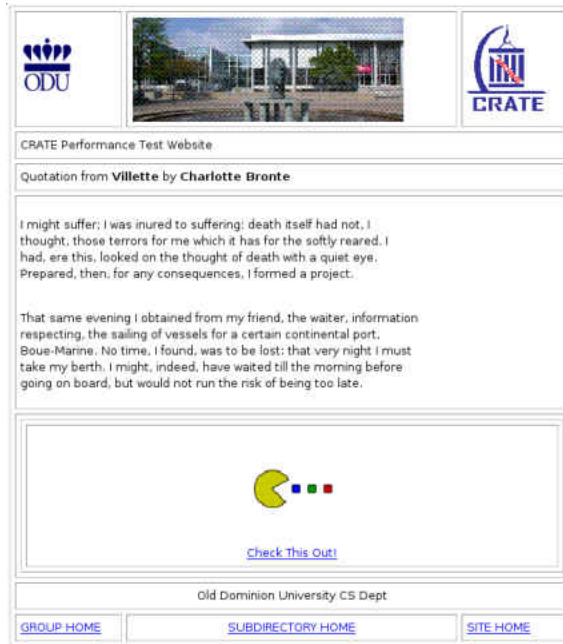 ODU
CRATE
CRATE Performance Test Website
Quotation from Villette by Charlotte Bronte
I might suffer; I was inured to suffering: death itself had not, I
thought, those terrors for me which it has for the softly reared. I
had, ere this, looked on the thought of death with a quiet eye.
Prepared, then, for any consequences, I formed a project.
That same evening I obtained from my friend, the waiter, information
respecting, the sailing of vessels for a certain continental port,
Boue-Marine. No time, I found, was to be lost: that very night I must
take my berth. I might, indeed, have waited till the morning before
going on board, but would not run the risk of being too late.
Check This Out!
Old Dominion University CS Dept
GROUP HOME SUBDIRECTORY HOME SITE HOME